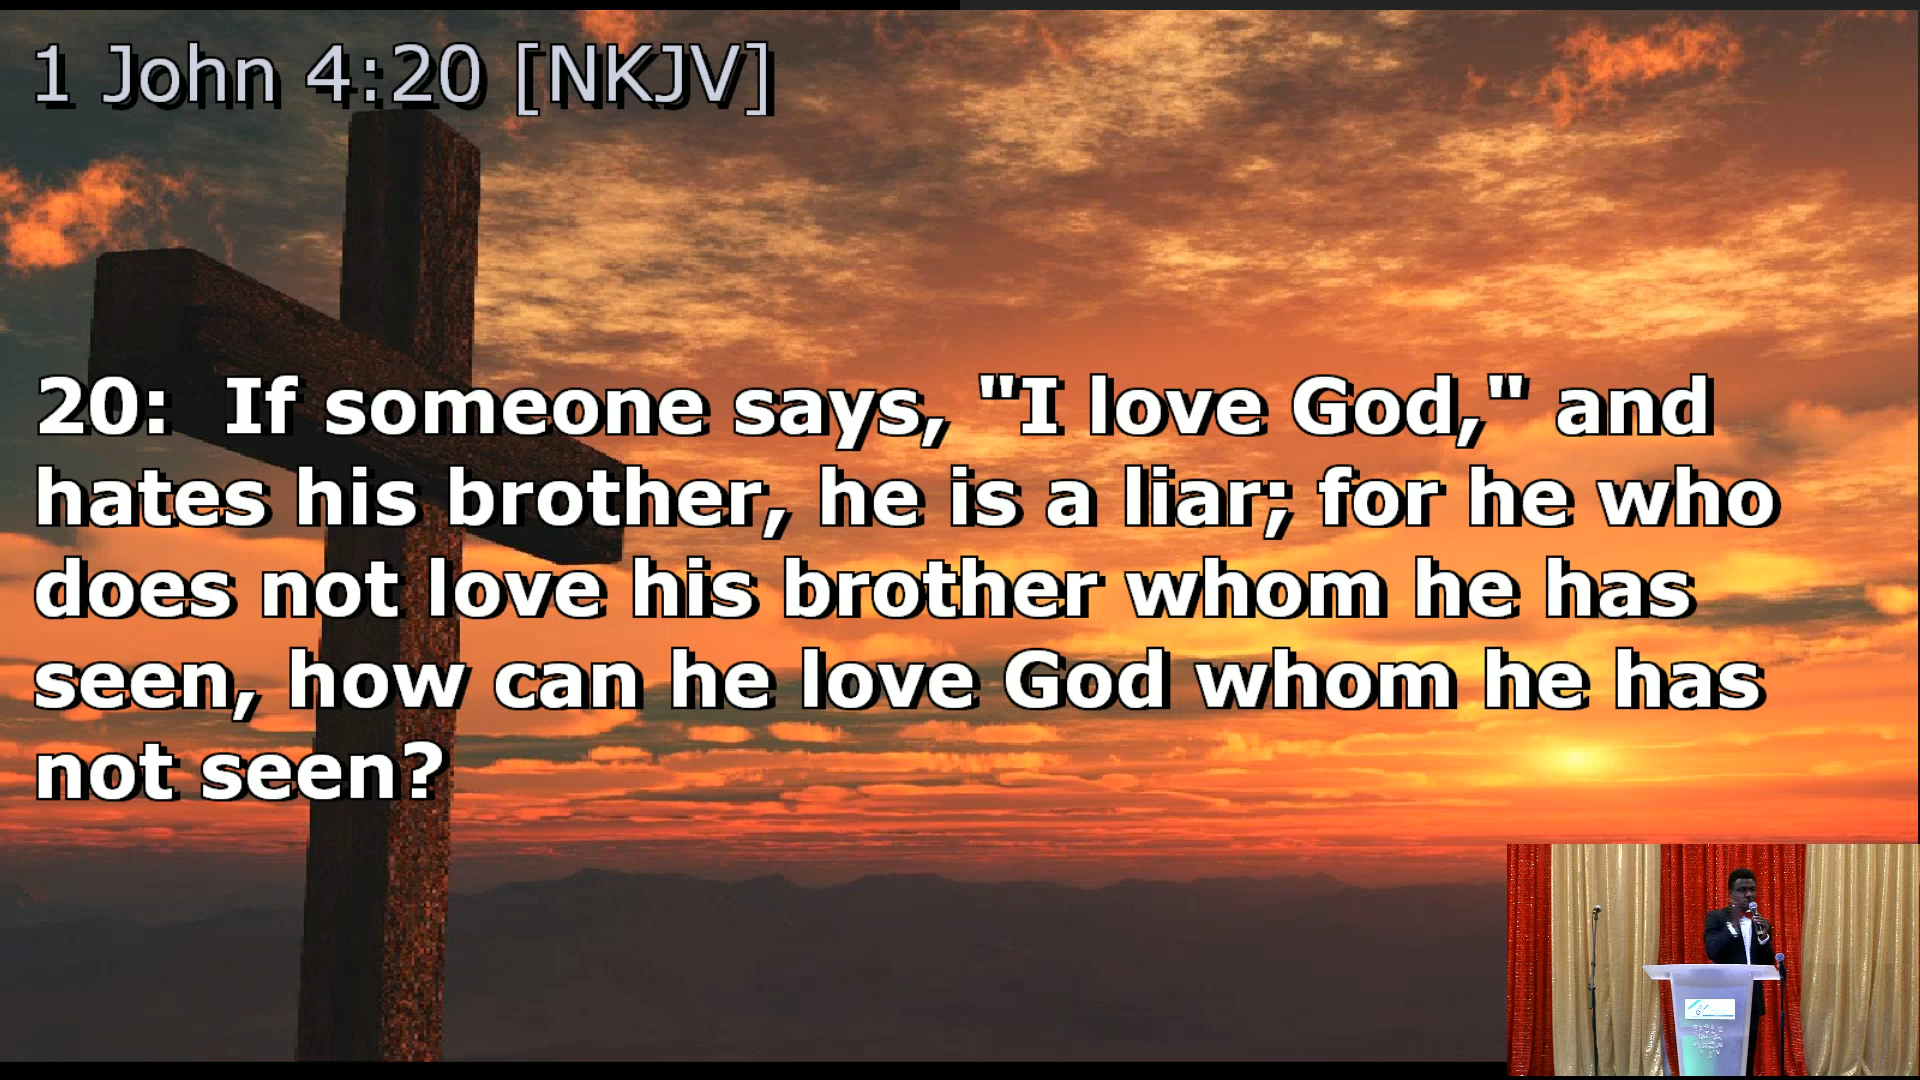 1 John 4:20 [NKJV]
20: If someone says, "I love God," and
hates his brother, he is a liar; for he who
does not love his brother whom he has
seen, how can he love God whom he has
not seen?